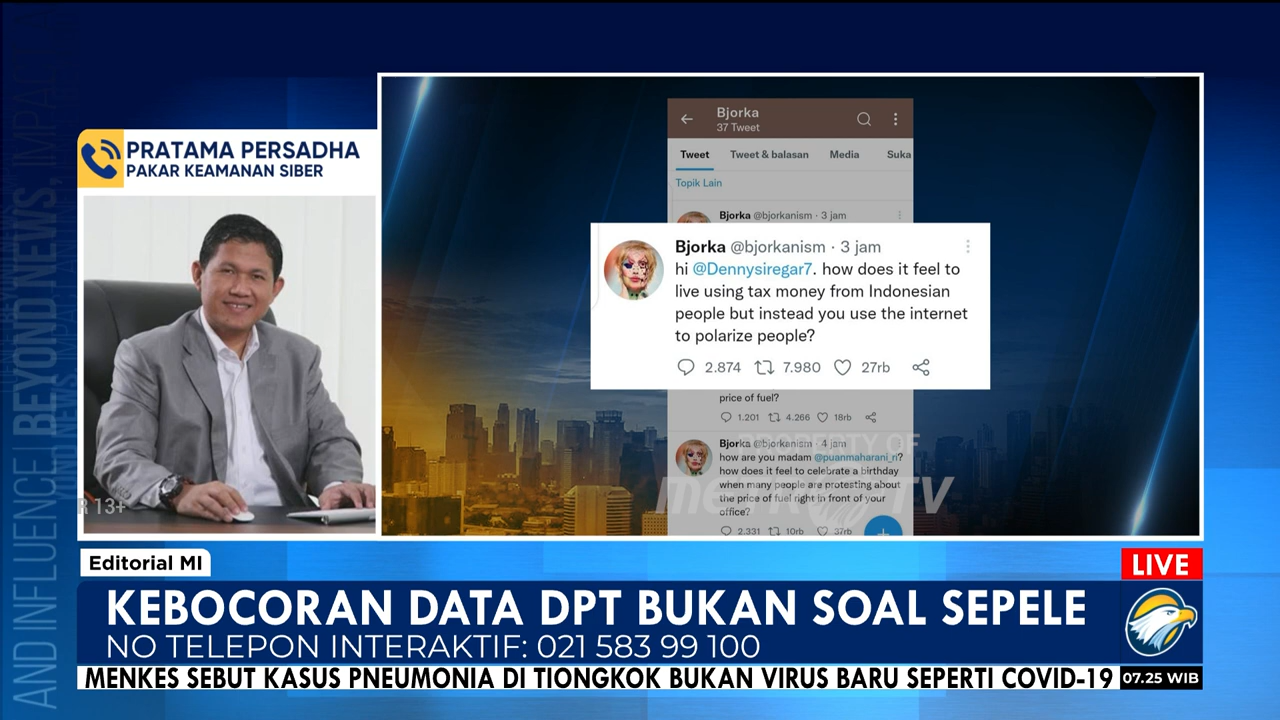 AND INFLUENCE! BEYOND NEWS, IMPACT
PRATAMA PERSADHA
PAKAR KEAMANAN SIBER
R 13+
Bjorka
37 Tweet
Tweet Tweet & balasan Media Suka
Topik Lain
Bjorka @bjorkanism · 3 jam
Bjorka @bjorkanism · 3 jam
hi @Dennysiregar7. how does it feel to
live using tax money from Indonesian
people but instead you use the internet
to polarize people?
2.874 7.980 27rb
price of fuel?
1.201 4.266 18rb
Bjorka @bjorkanism · 4 jam
how are you madam @puanmaharani_ri?
how does it feel to celebrate a birthday
when many people are protesting about
the price of fuel right in front of your
office?
2.331 10rb 37rb
PROPERTY OF
metro TV
Editorial MI
LIVE
KEBOCORAN DATA DPT BUKAN SOAL SEPELE
NO TELEPON INTERAKTIF: 021 583 99 100
MENKES SEBUT KASUS PNEUMONIA DI TIONGKOK BUKAN VIRUS BARU SEPERTI COVID-19
07.25 WIB